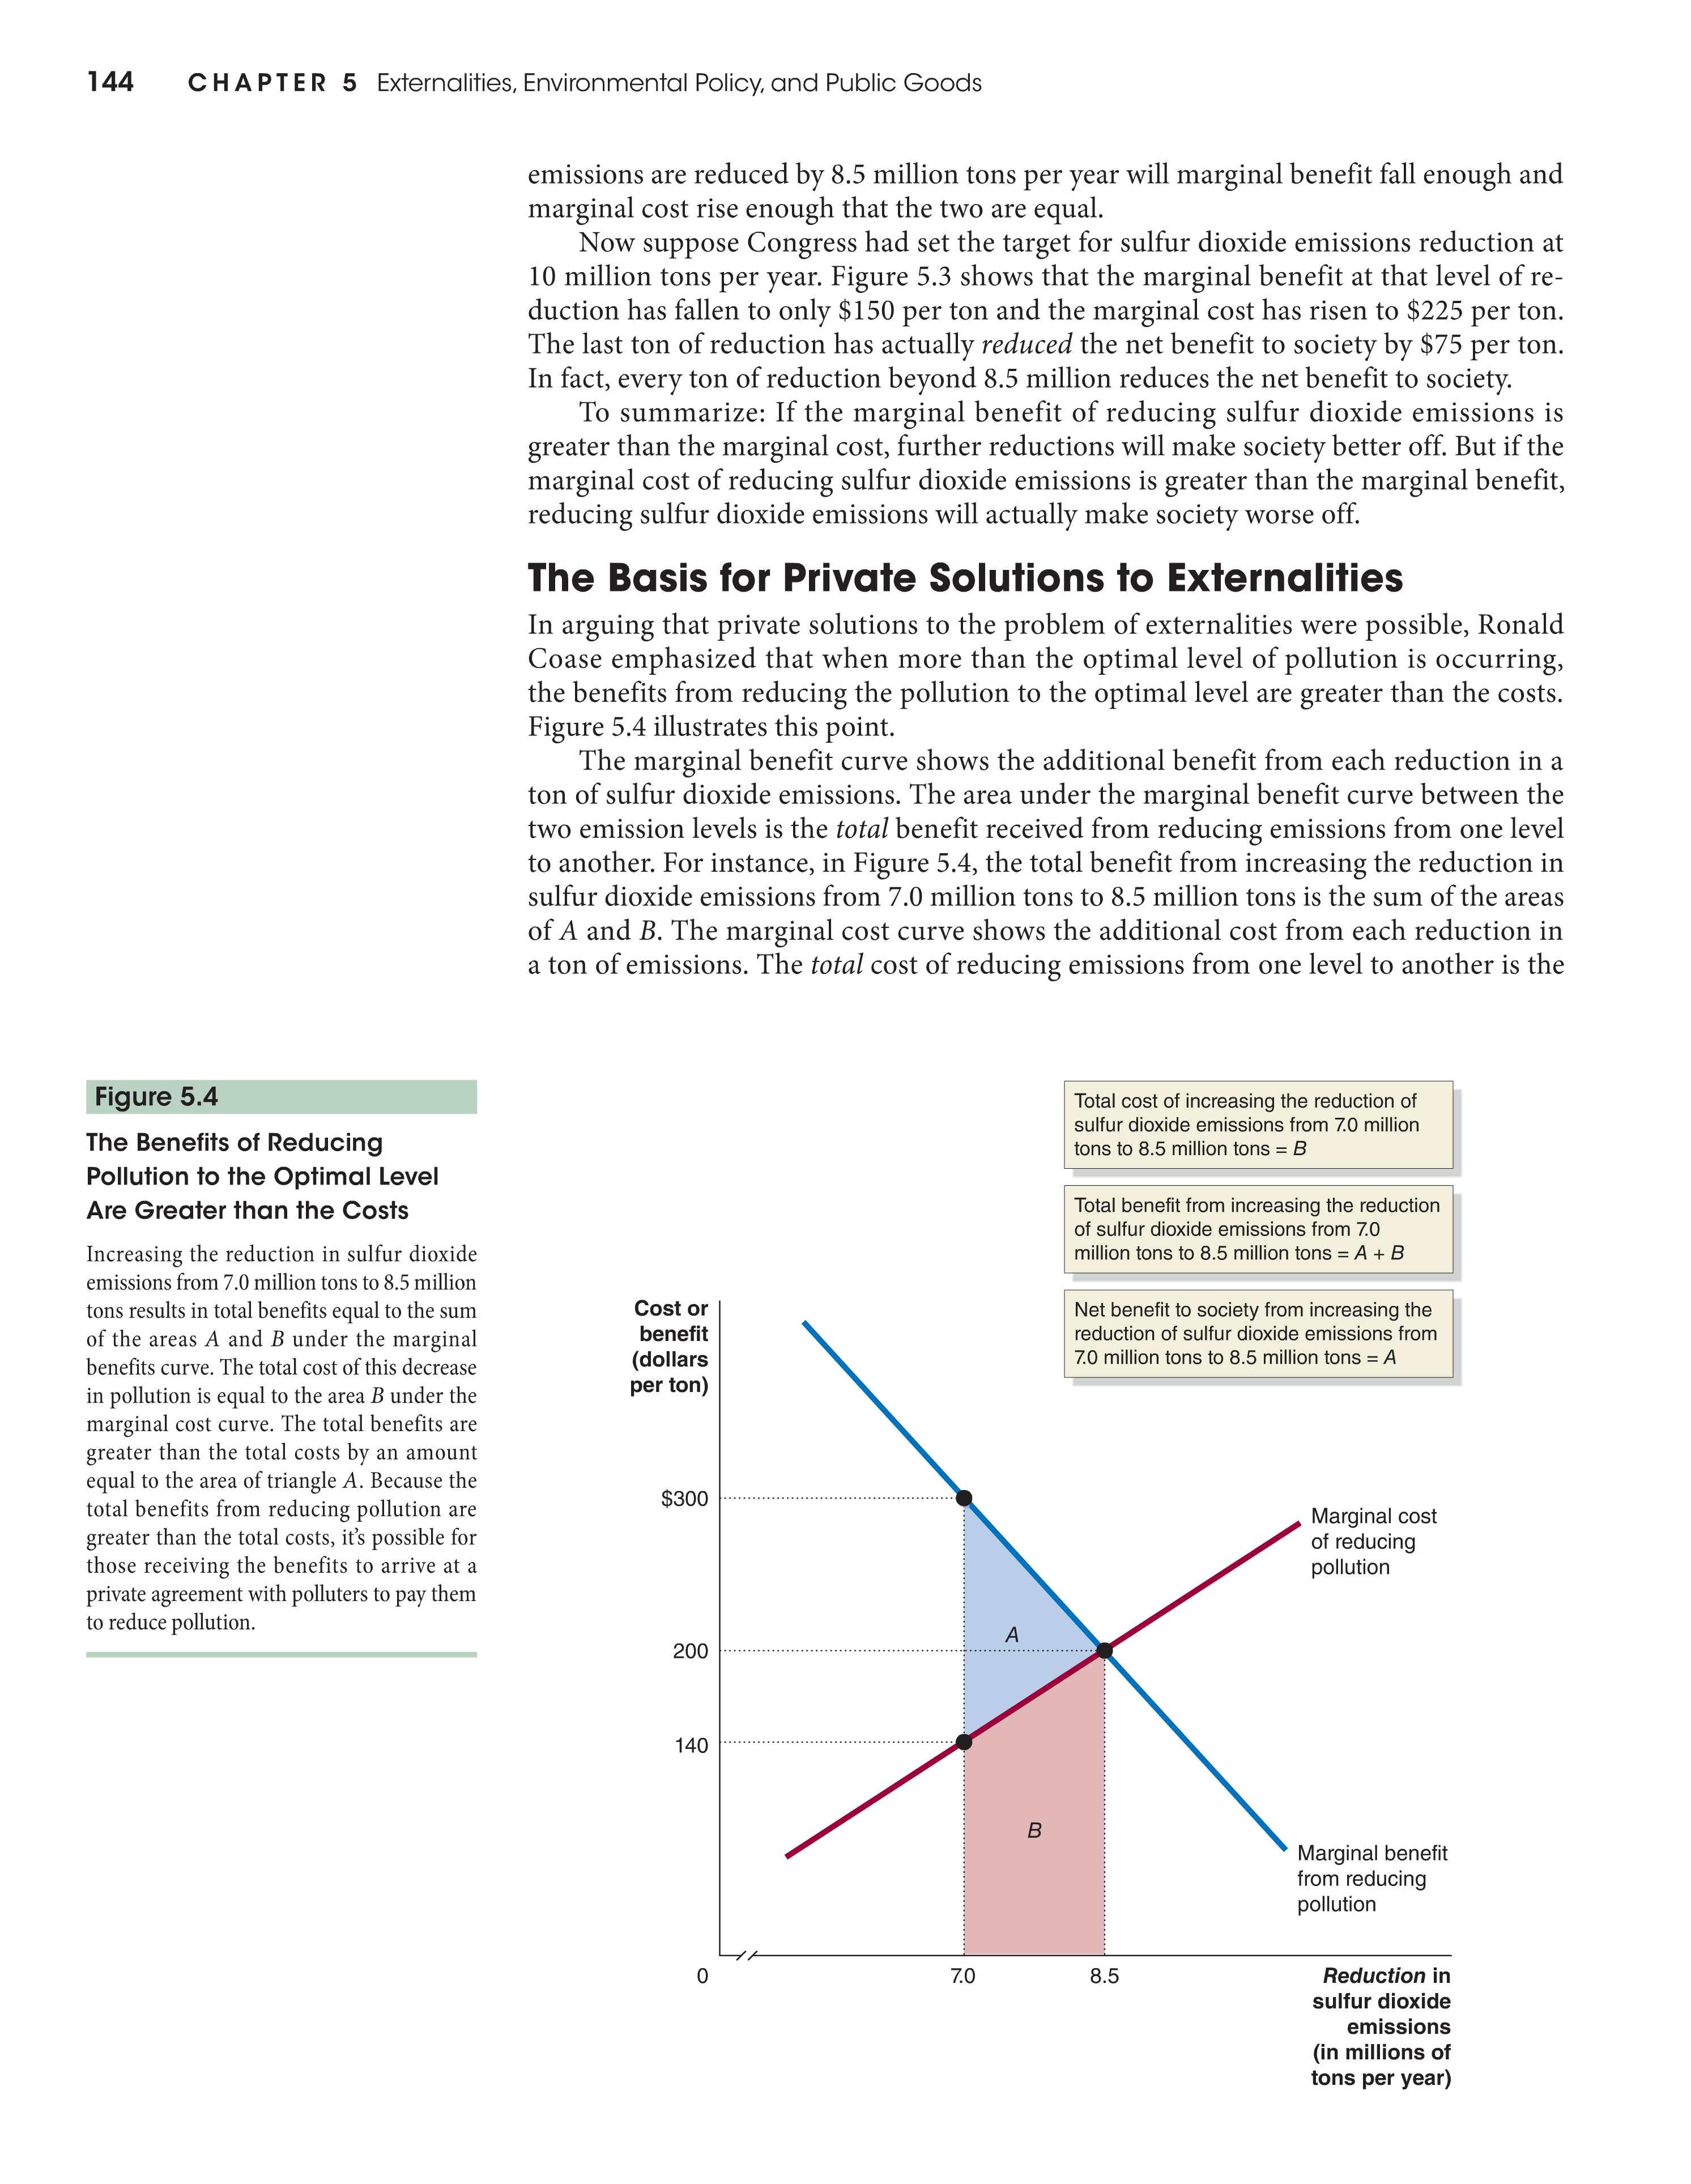 144 CHAPTER 5 Externalities, Environmental Policy, and Public Goods
emissions are reduced by 8.5 million tons per year will marginal benefit fall enough and
marginal cost rise enough that the two are equal.
Now suppose Congress had set the target for sulfur dioxide emissions reduction at
10 million tons per year. Figure 5.3 shows that the marginal benefit at that level of re-
duction has fallen to only $150 per ton and the marginal cost has risen to $225 per ton.
The last ton of reduction has actually reduced the net benefit to society by $75 per ton.
In fact, every ton of reduction beyond 8.5 million reduces the net benefit to society.
To summarize: If the marginal benefit of reducing sulfur dioxide emissions is
greater than the marginal cost, further reductions will make society better off. But if the
marginal cost of reducing sulfur dioxide emissions is greater than the marginal benefit,
reducing sulfur dioxide emissions will actually make society worse off.
The Basis for Private Solutions to Externalities
In arguing that private solutions to the problem of externalities were possible, Ronald
Coase emphasized that when more than the optimal level of pollution is occurring,
the benefits from reducing the pollution to the optimal level are greater than the costs.
Figure 5.4 illustrates this point.
The marginal benefit curve shows the additional benefit from each reduction in a
ton of sulfur dioxide emissions. The area under the marginal benefit curve between the
two emission levels is the total benefit received from reducing emissions from one level
to another. For instance, in Figure 5.4, the total benefit from increasing the reduction in
sulfur dioxide emissions from 7.0 million tons to 8.5 million tons is the sum of the areas
of A and B. The marginal cost curve shows the additional cost from each reduction in
a ton of emissions. The total cost of reducing emissions from one level to another is the
Figure 5.4
The Benefits of Reducing
Pollution to the Optimal Level
Are Greater than the Costs
Increasing the reduction in sulfur dioxide
emissions from 7.0 million tons to 8.5 million
tons results in total benefits equal to the sum
of the areas A and B under the marginal
benefits curve. The total cost of this decrease
in pollution is equal to the area B under the
marginal cost curve. The total benefits are
greater than the total costs by an amount
equal to the area of triangle A. Because the
total benefits from reducing pollution are
greater than the total costs, it's possible for
those receiving the benefits to arrive at a
private agreement with polluters to pay them
to reduce pollution.
Total cost of increasing the reduction of
sulfur dioxide emissions from 7.0 million
tons to 8.5 million tons = B
Total benefit from increasing the reduction
of sulfur dioxide emissions from 7.0
million tons to 8.5 million tons = A + B
Net benefit to society from increasing the
reduction of sulfur dioxide emissions from
7.0 million tons to 8.5 million tons = A
Cost or
benefit
(dollars
per ton)
$300
Marginal cost
of reducing
pollution
A
200
140
B
Marginal benefit
from reducing
pollution
0
7.0
8.5
Reduction in
sulfur dioxide
emissions
(in millions of
tons per year)